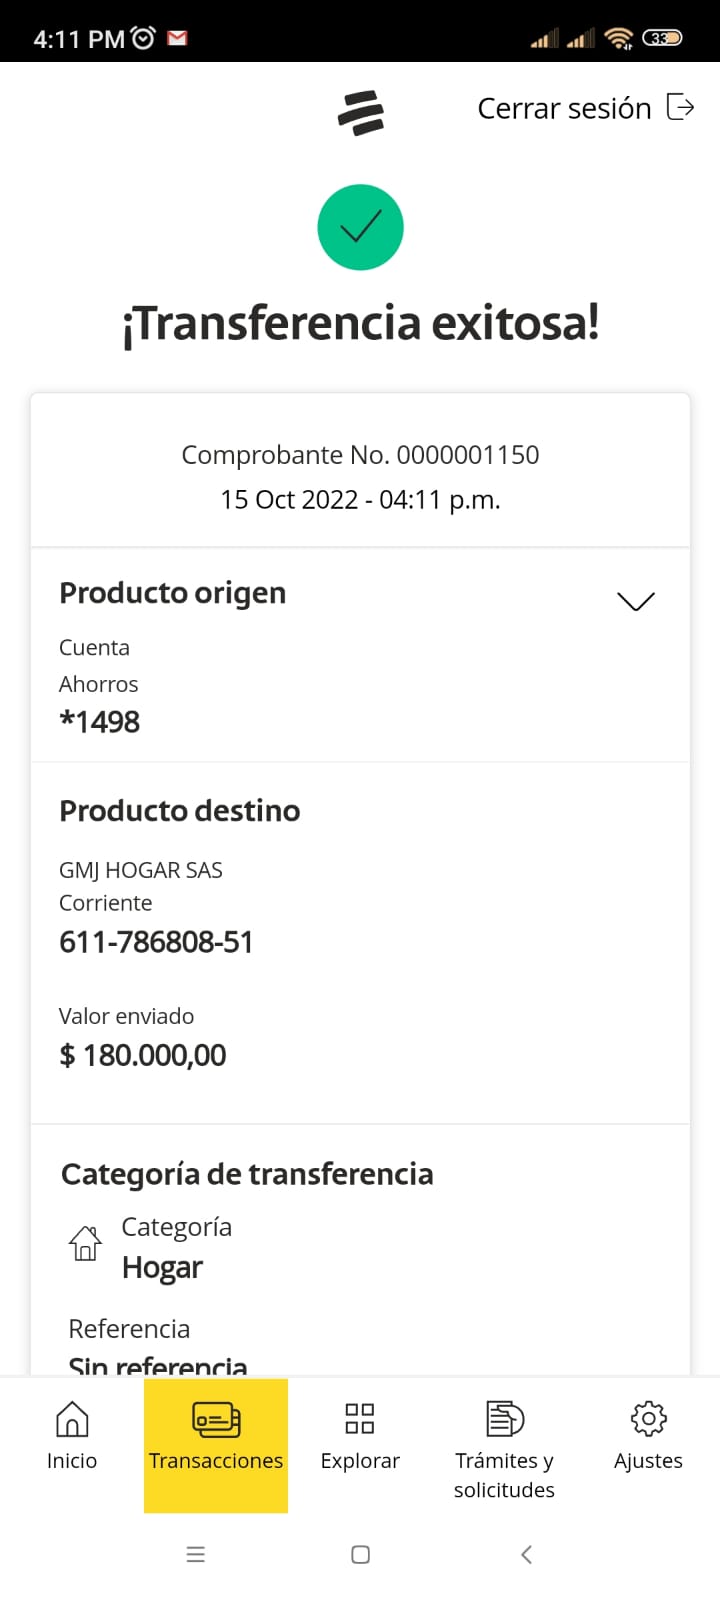 4:11 PM
33
Cerrar sesión
¡Transferencia exitosa!
Comprobante No. 0000001150
15 Oct 2022 - 04:11 p.m.
Producto origen
Cuenta
Ahorros
*1498
Producto destino
GMJ HOGAR SAS
Corriente
611-786808-51
Valor enviado
$ 180.000,00
Categoría de transferencia
Categoría
Hogar
Referencia
Sin referencia
Inicio
Transacciones
Explorar
Trámites y
solicitudes
Ajustes